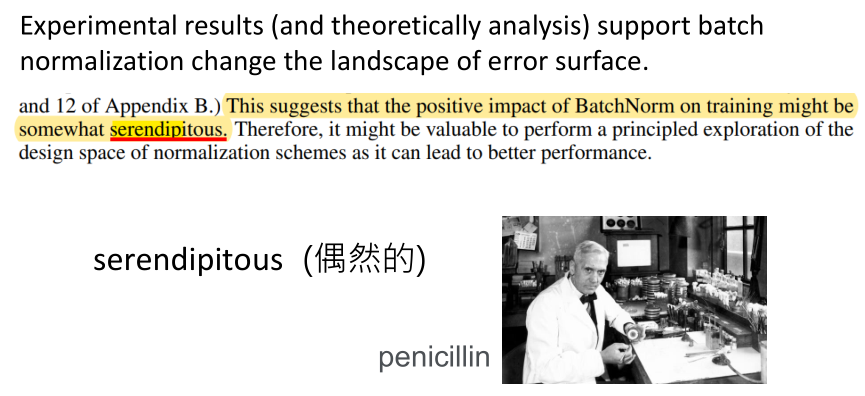 Experimental results (and theoretically analysis) support batch
normalization change the landscape of error surface.
and 12 of Appendix B.) This suggests that the positive impact of BatchNorm on training might be
somewhat serendipitous. Therefore, it might be valuable to perform a principled exploration of the
design space of normalization schemes as it can lead to better performance.
serendipitous (偶然的)
penicillin